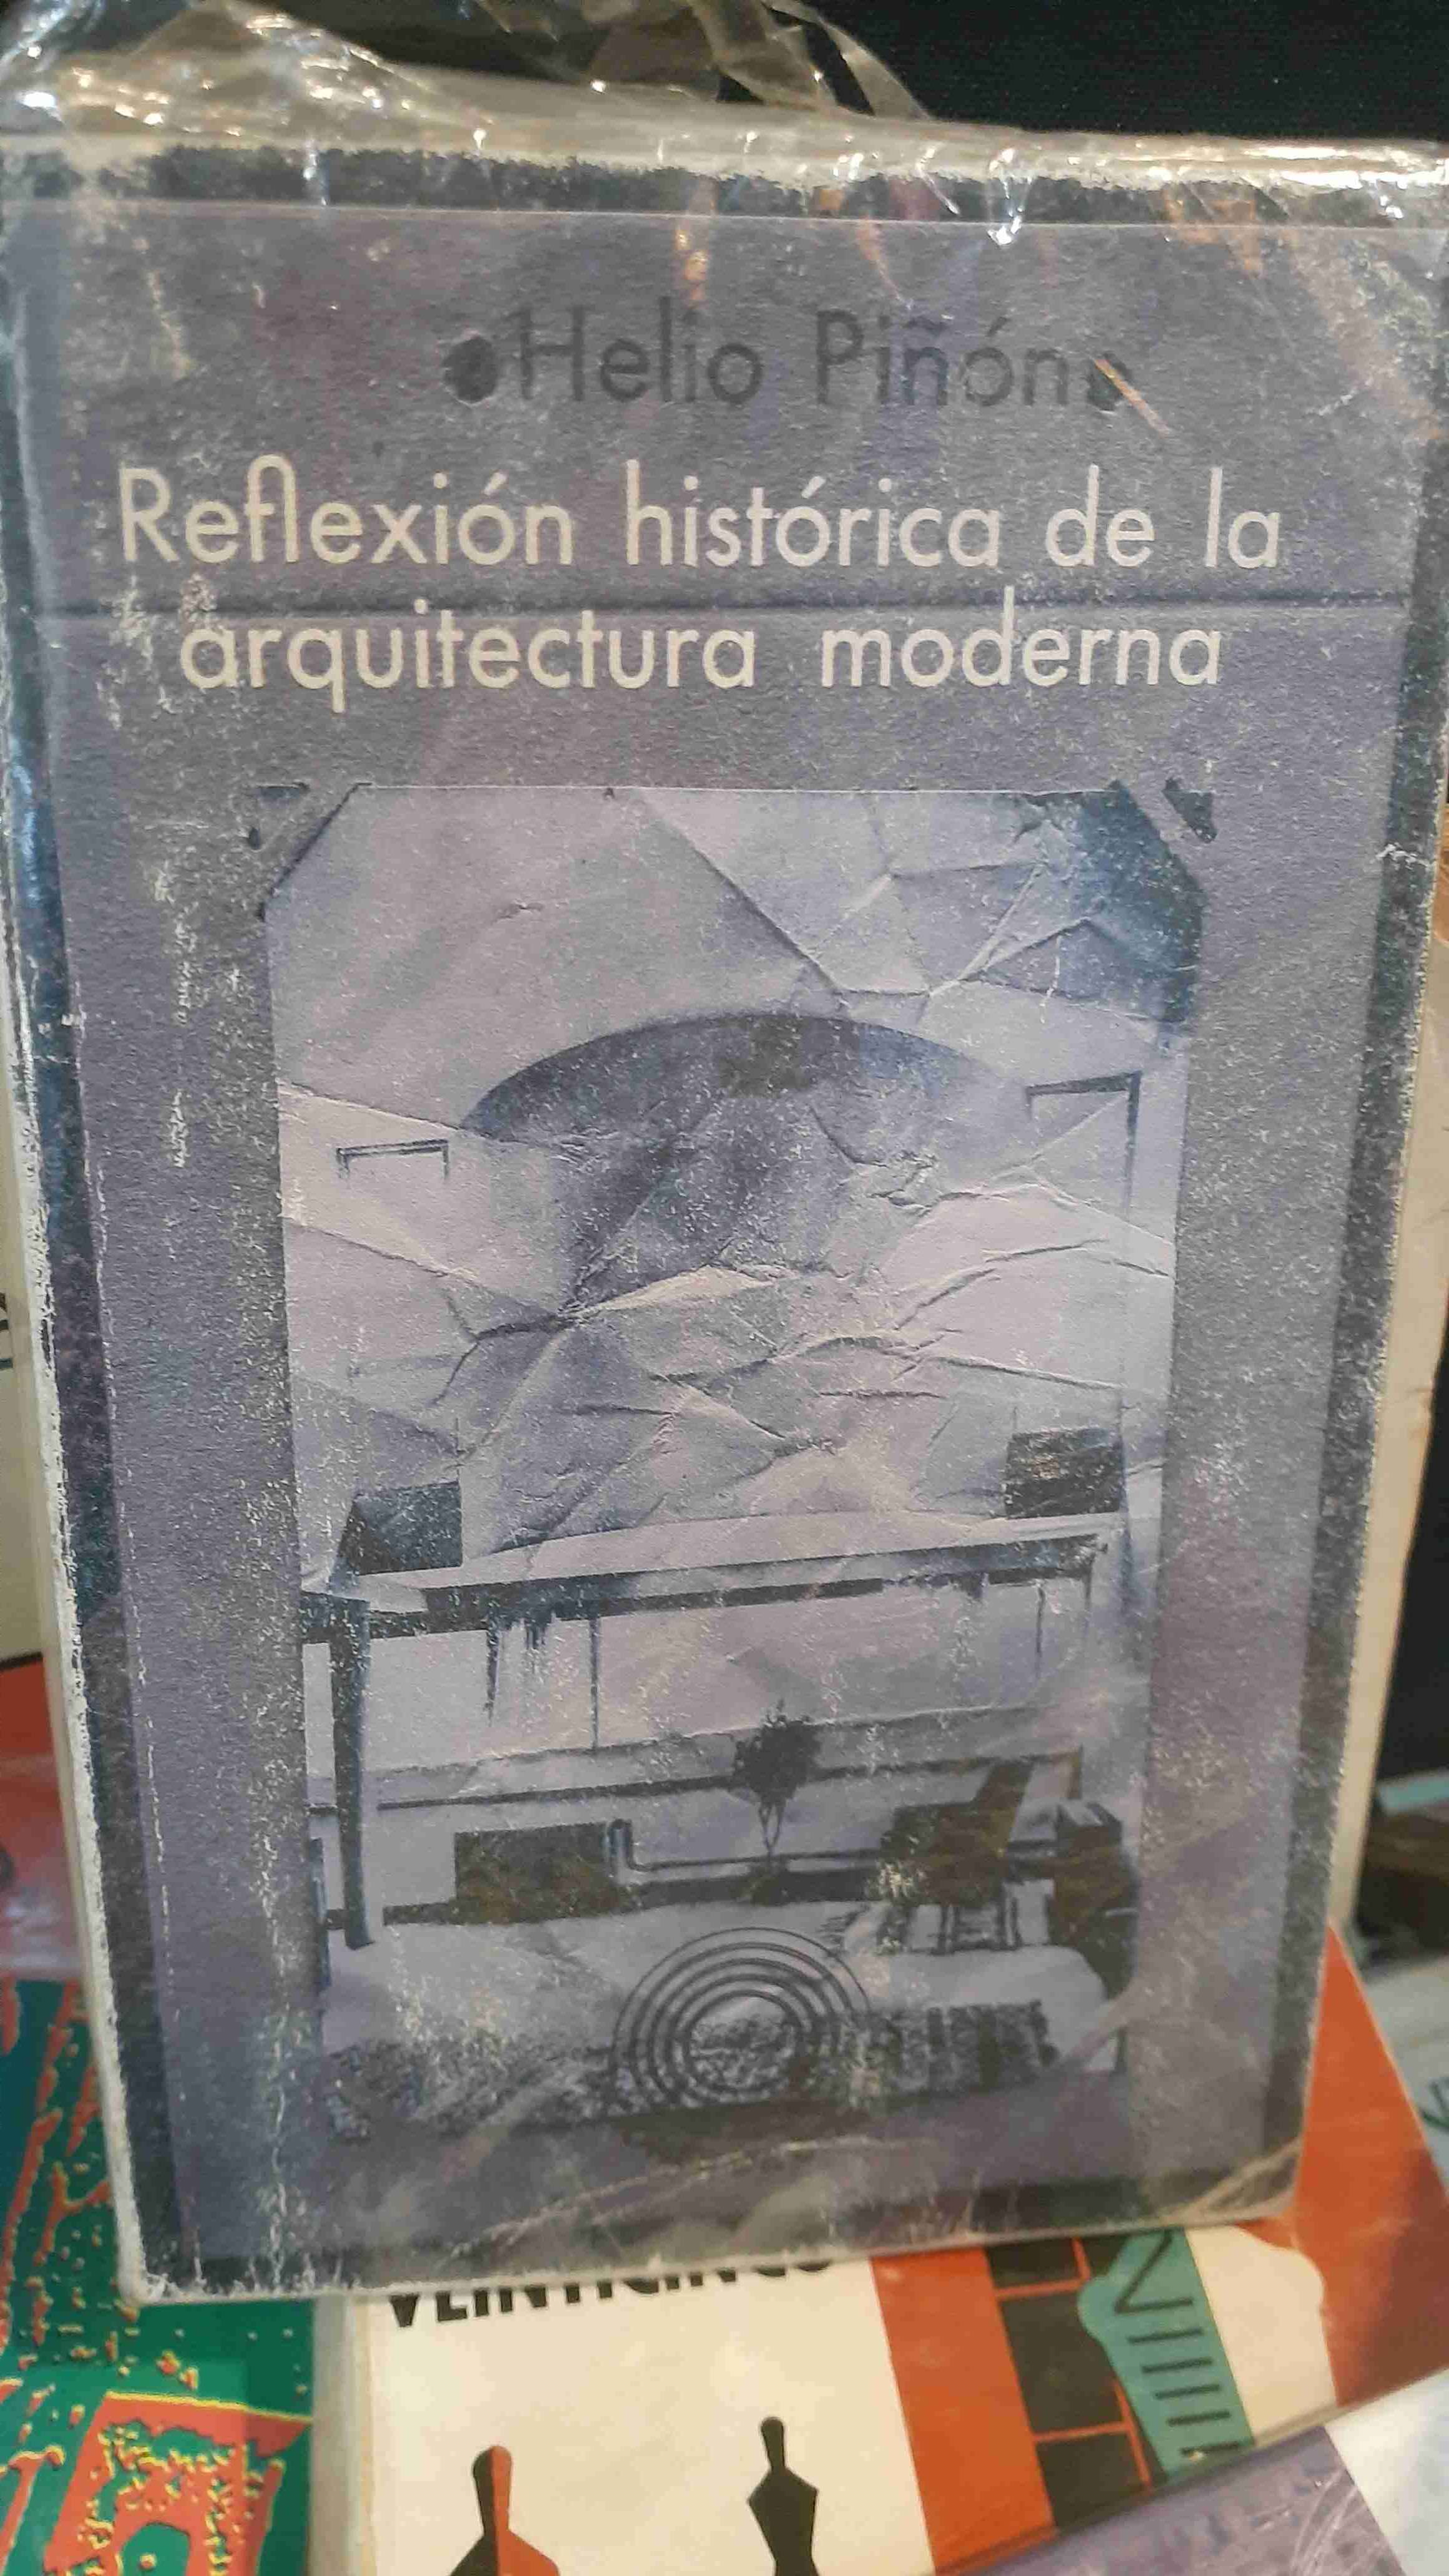 Helio Piñón
Reflexión histórica de la
arquitectura moderna